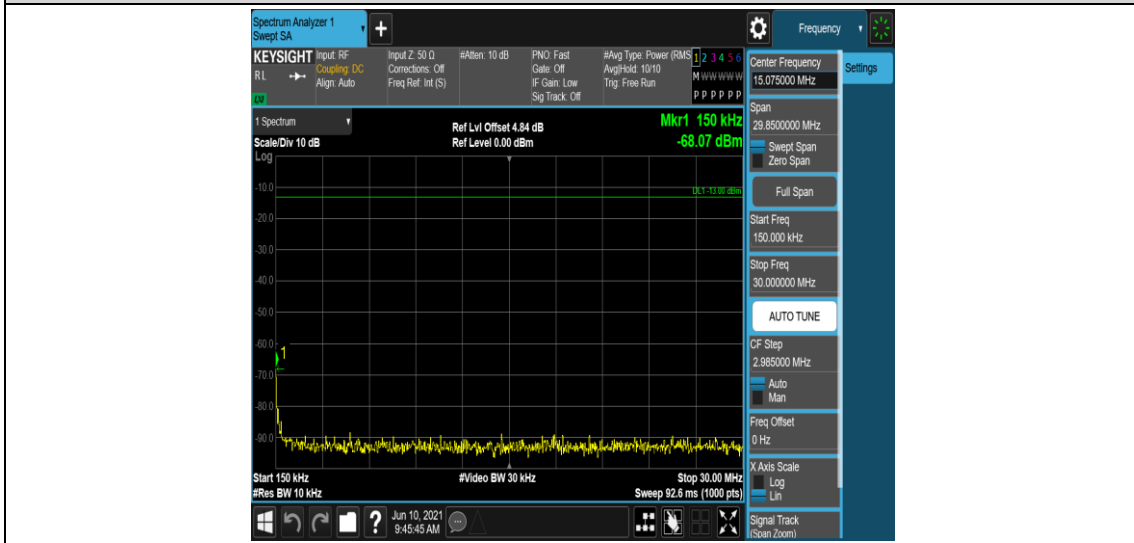 Spectrum Analyzer 1
Swept SA
Frequency
KEYSIGHT
RL
Input: RF
Coupling: DC
Align: Auto
Input Z: 50 Ω
Corrections: Off
Freq Ref: Int (S)
#Atten: 10 dB
PNO: Fast
Gate: Off
IF Gain: Low
Sig Track: Off
#Avg Type: Power (RMS
Avg|Hold: 10/10
Trig: Free Run
1 2 3 4 5 6
M W W W W W
P P P P P P
1 Spectrum
Scale/Div 10 dB
Log
Ref Lvl Offset 4.84 dB
Ref Level 0.00 dBm
Mkr1 150 kHz
-68.07 dBm
DL1 -13.00 dBm
-10.0
-20.0
-30.0
-40.0
-50.0
-60.0
1
-70.0
-80.0
-90.0
Start 150 kHz
#Res BW 10 kHz
#Video BW 30 kHz
Stop 30.00 MHz
Sweep 92.6 ms (1000 pts)
Center Frequency
15.075000 MHz
Settings
Span
29.8500000 MHz
Swept Span
Zero Span
Full Span
Start Freq
150.000 kHz
Stop Freq
30.000000 MHz
AUTO TUNE
CF Step
2.985000 MHz
Auto
Man
Freq Offset
0 Hz
X Axis Scale
Log
Lin
Signal Track
(Span Zoom)
?
Jun 10, 2021
9:45:45 AM